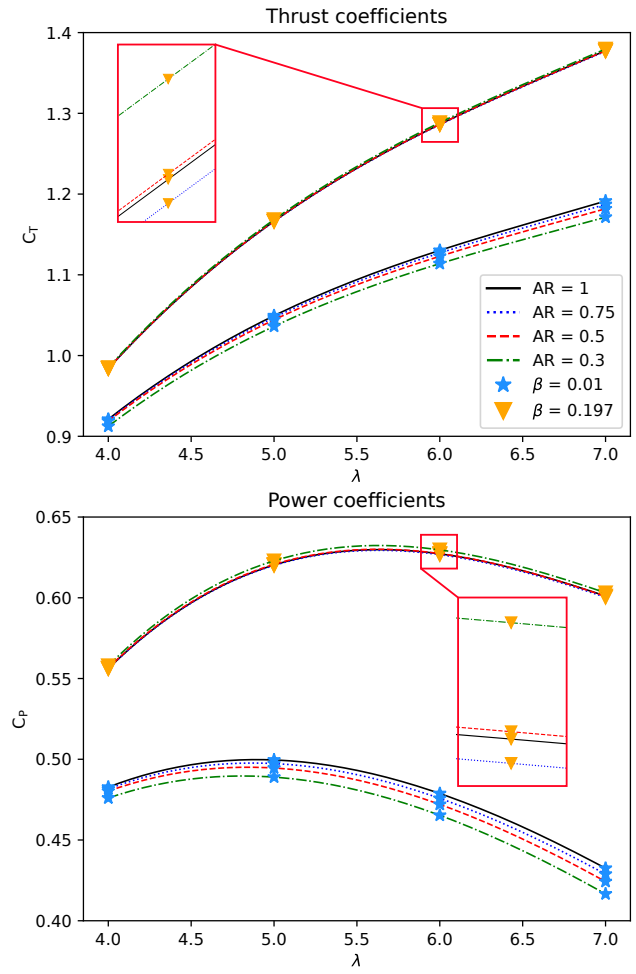 Thrust coefficients
1.4
1.3
1.2
1.1
1.0
0.9
C_T
AR = 1
AR = 0.75
AR = 0.5
AR = 0.3
β = 0.01
β = 0.197
4.0 4.5 5.0 5.5 6.0 6.5 7.0
λ
Power coefficients
0.65
0.60
0.55
0.50
0.45
0.40
C_P
4.0 4.5 5.0 5.5 6.0 6.5 7.0
λ